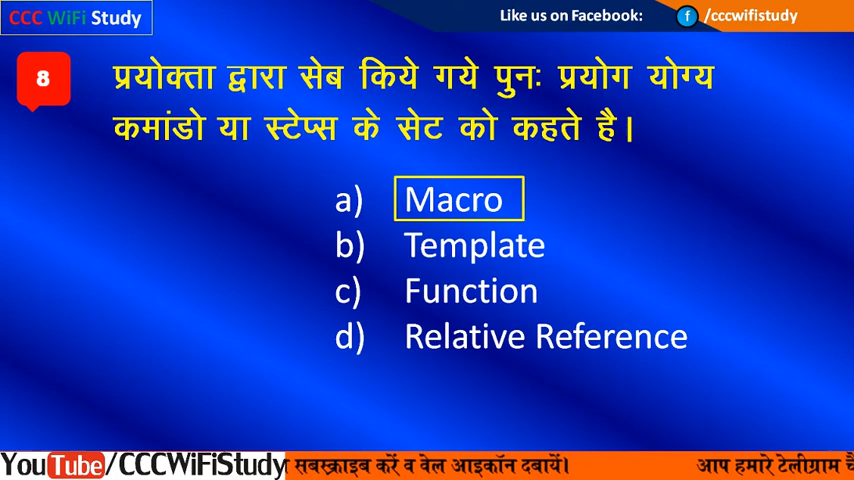 CCC WiFi Study
Like us on Facebook: f /cccwifistudy
8
प्रयोक्ता द्वारा सेब किये गये पुनः प्रयोग योग्य
कमांडो या स्टेप्स के सेट को कहते है।
a) Macro
b) Template
c) Function
d) Relative Reference
YouTube/CCCWiFiStudy सबस्क्राइब करें व वेल आइकॉन दबायें। आप हमारे टेलीग्राम